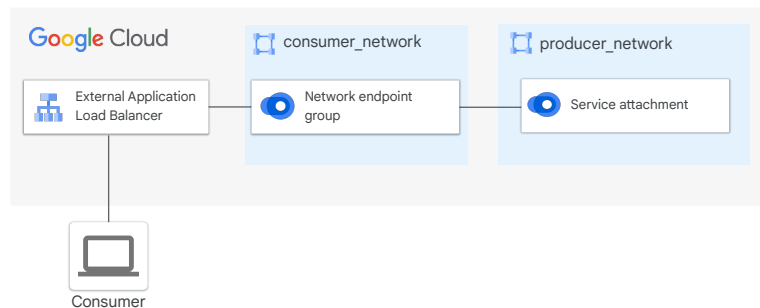 Google Cloud
consumer_network
producer_network
External Application
Load Balancer
Network endpoint
group
Service attachment
Consumer